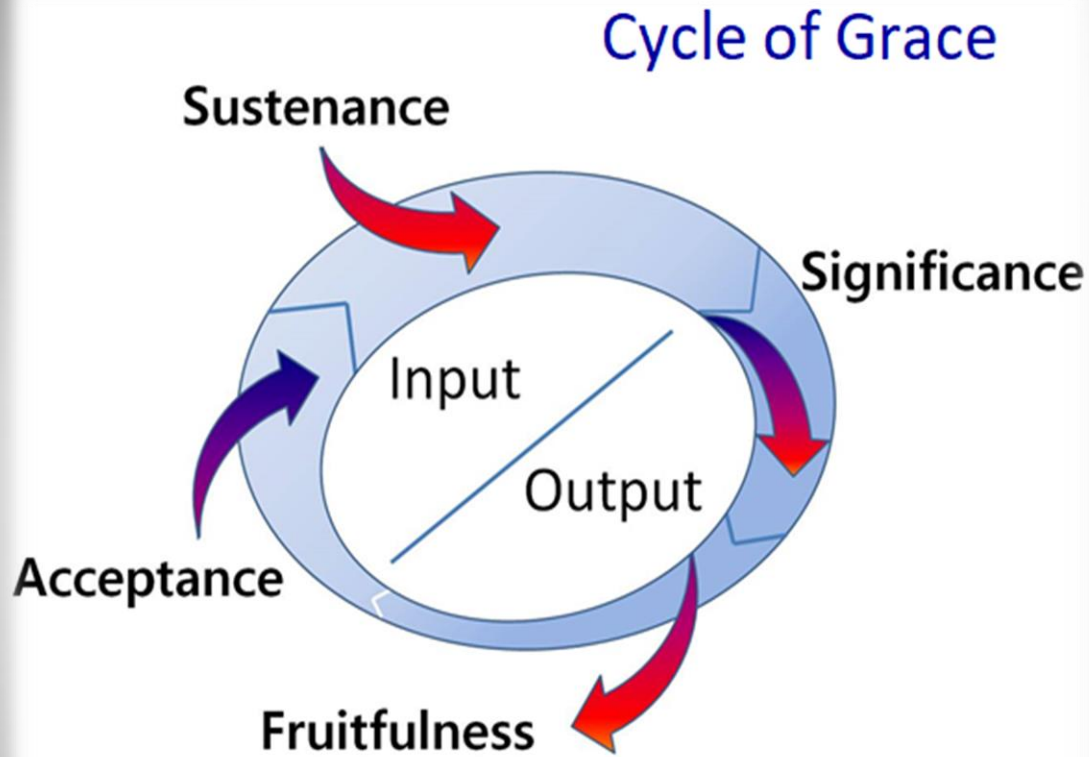 Cycle of Grace
Sustenance
Significance
Input
Output
Acceptance
Fruitfulness